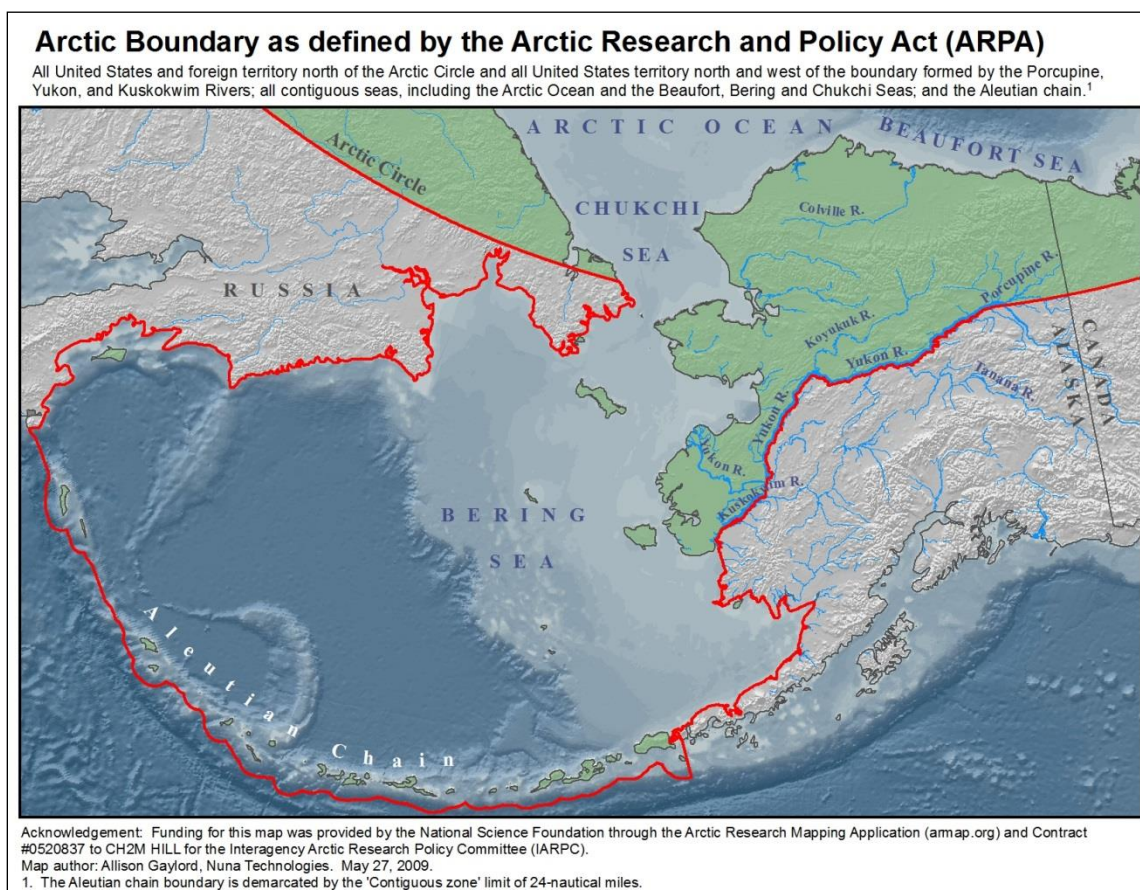 Arctic Boundary as defined by the Arctic Research and Policy Act (ARPA)
All United States and foreign territory north of the Arctic Circle and all United States territory north and west of the boundary formed by the Porcupine,
Yukon, and Kuskokwim Rivers; all contiguous seas, including the Arctic Ocean and the Beaufort, Bering and Chukchi Seas; and the Aleutian chain.1
ARCTIC OCEAN
BEAUFORT SEA
Arctic Circle
CHUKCHI
SEA
Colville R.
RUSSIA
Porcupine R.
Koyukuk R.
Yukon R.
CANADA
ALASKA
Tanana R.
Yukon R.
Yukon R.
Kuskokwim R.
BERING
SEA
Aleutian
Chain
Acknowledgement: Funding for this map was provided by the National Science Foundation through the Arctic Research Mapping Application (armap.org) and Contract
#0520837 to CH2M HILL for the Interagency Arctic Research Policy Committee (IARPC).
Map author: Allison Gaylord, Nuna Technologies. May 27, 2009.
1. The Aleutian chain boundary is demarcated by the 'Contiguous zone' limit of 24-nautical miles.